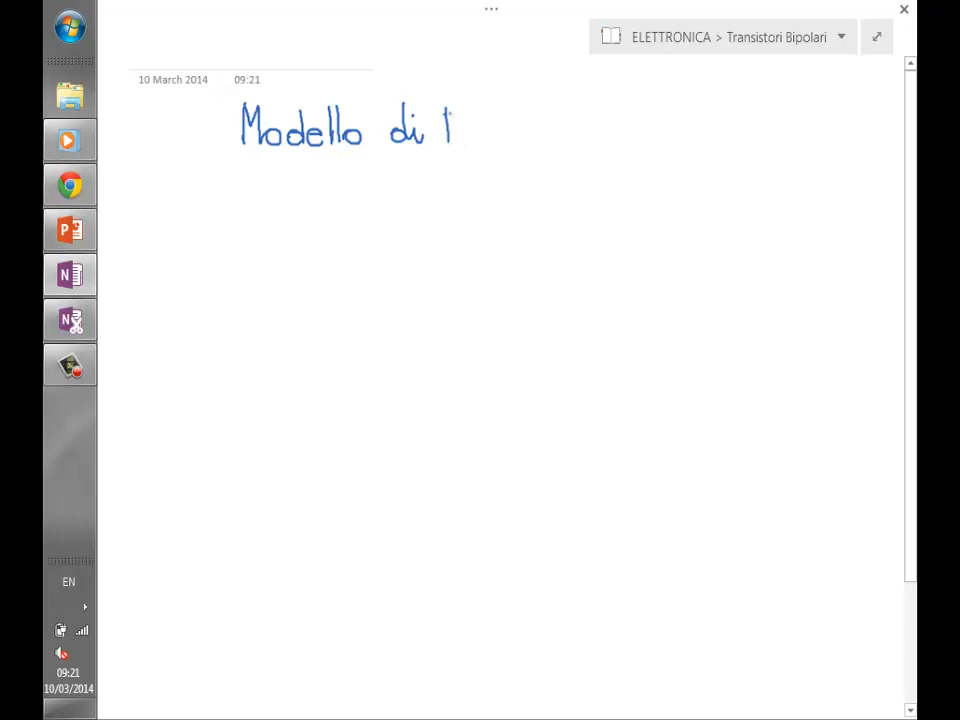 ELETTRONICA > Transistori Bipolari
10 March 2014 09:21
Modello di
EN
09:21
10/03/2014